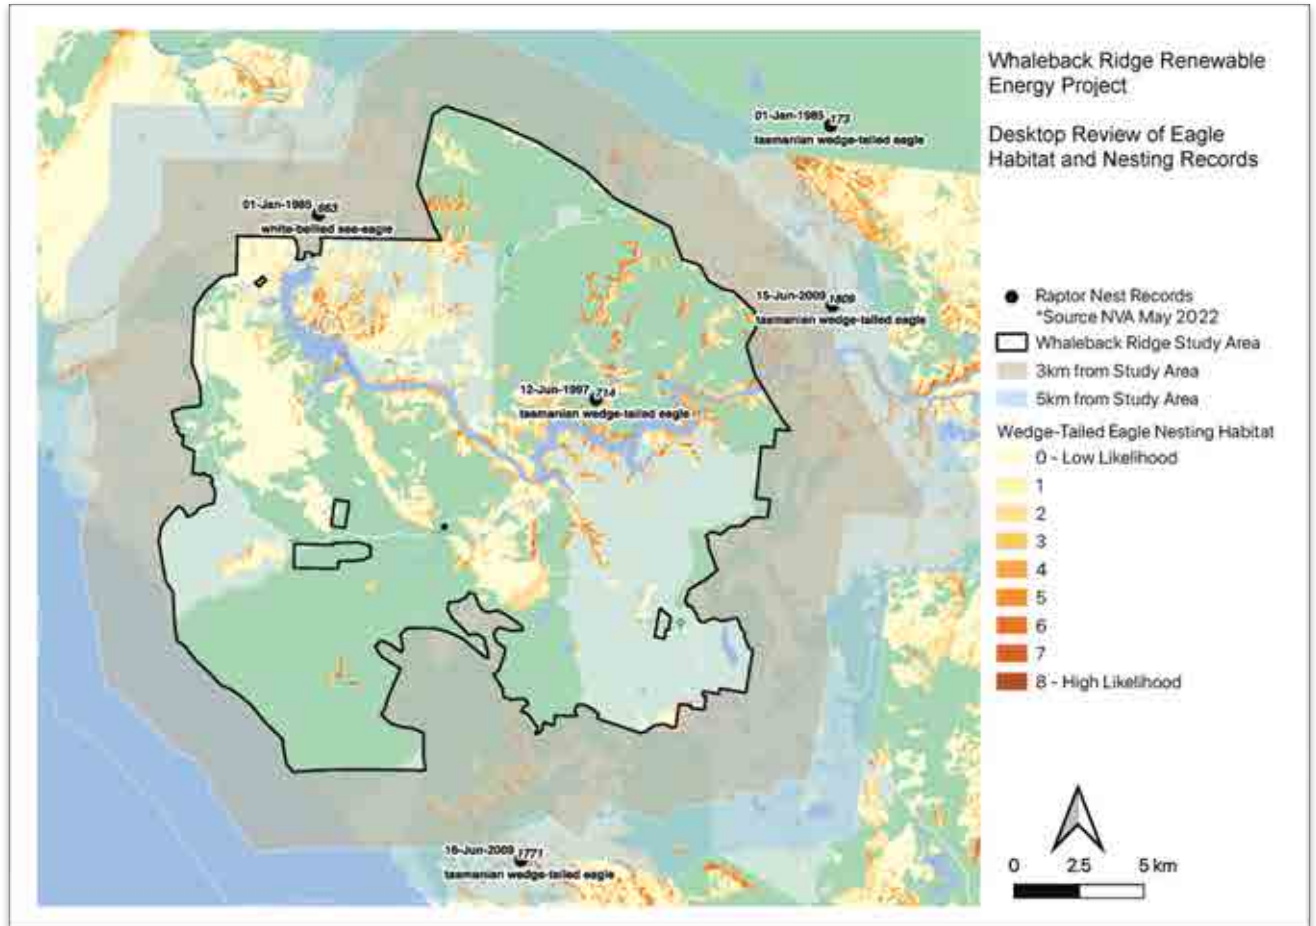 Whaleback Ridge Renewable
Energy Project
Desktop Review of Eagle
Habitat and Nesting Records
01-Jan-1985 173
tasmanian wedge-tailed eagle
01-Jan-1985
white-bellied sea-eagle
15-Jun-2009 1809
tasmanian wedge-tailed eagle
12-Jun-1997 714
tasmanian wedge-tailed eagle
16-Jun-2009 1771
tasmanian wedge-tailed eagle
Raptor Nest Records
*Source NVA May 2022
Whaleback Ridge Study Area
3km from Study Area
5km from Study Area
Wedge-Tailed Eagle Nesting Habitat
0 - Low Likelihood
1
2
3
4
5
6
7
8 - High Likelihood
0 2.5 5 km